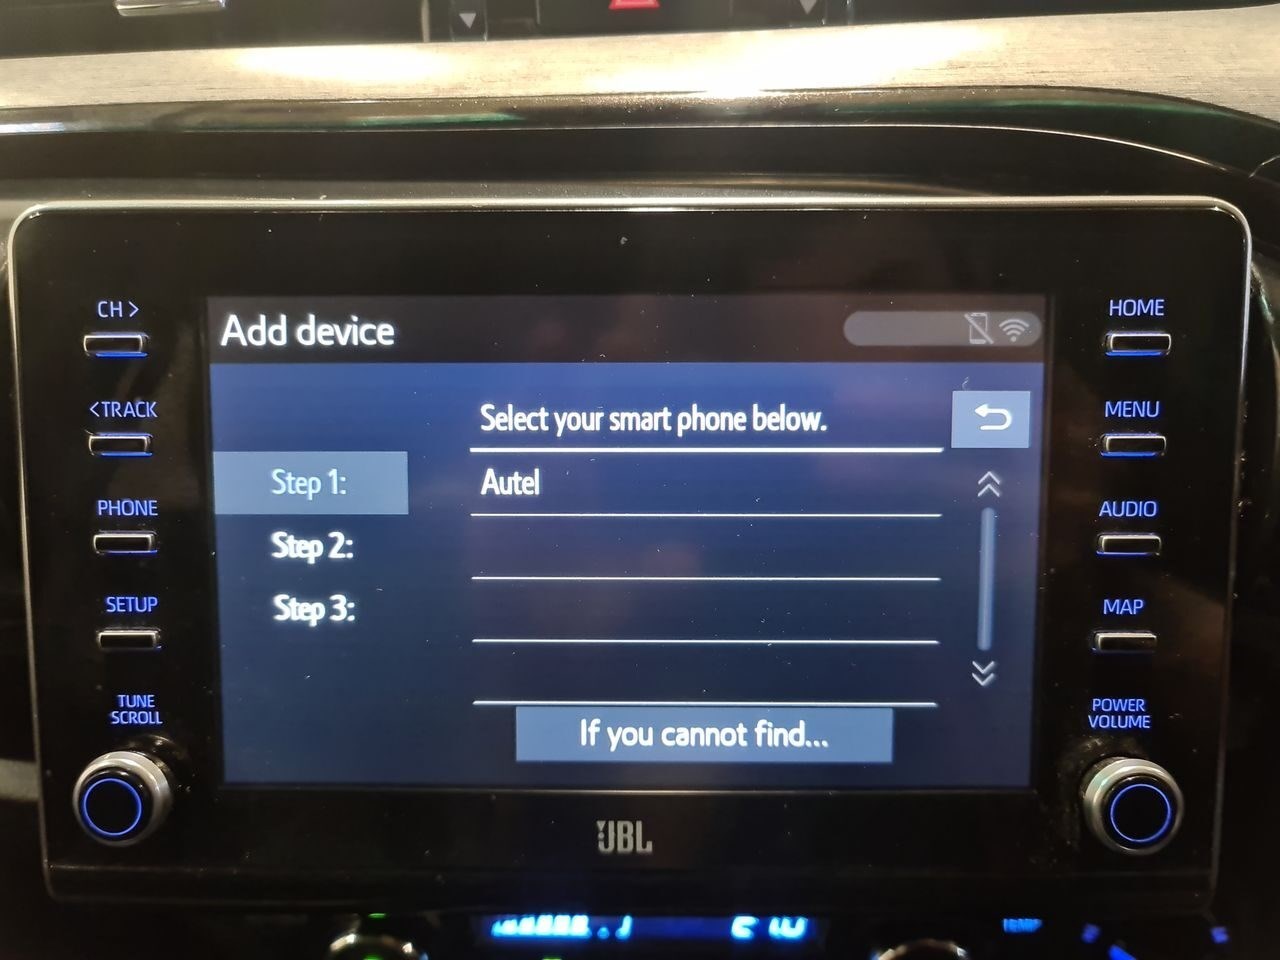 Add device
CH >
<TRACK
PHONE
SETUP
TUNE
SCROLL
Select your smart phone below.
Step 1:
Autel
Step 2:
Step 3:
If you cannot find...
HOME
MENU
AUDIO
MAP
POWER
VOLUME
JBL
TEMP